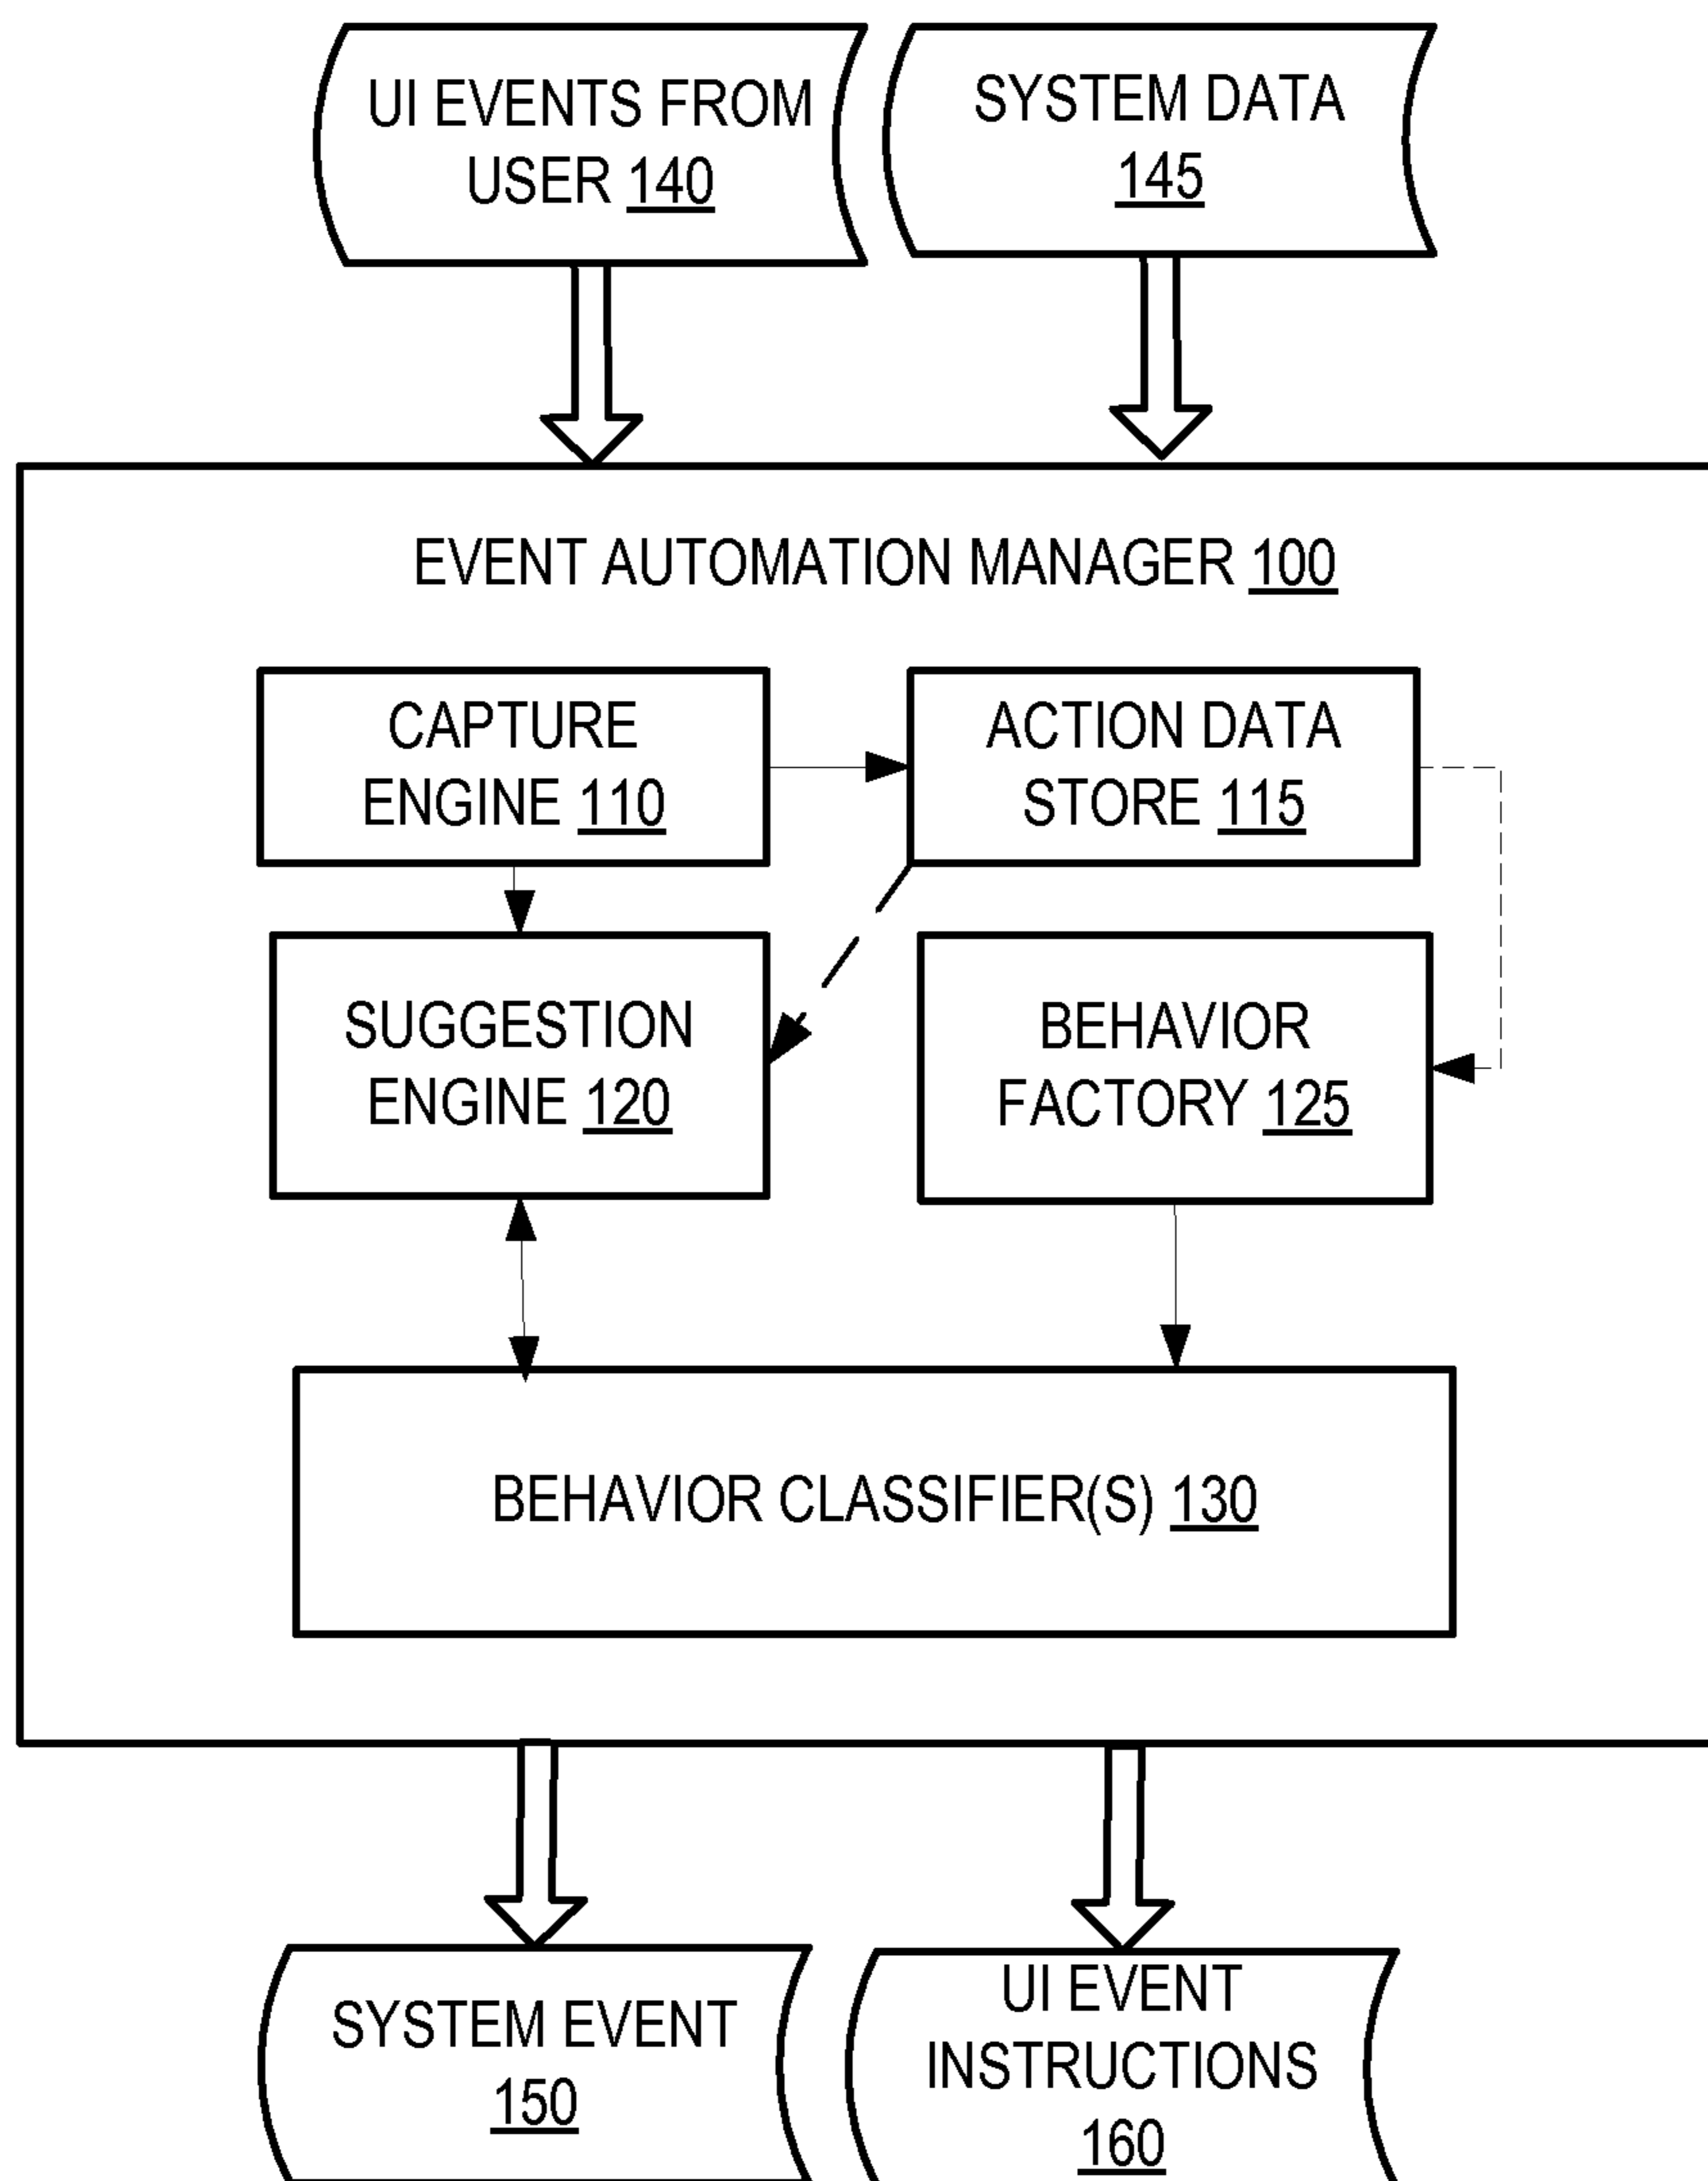 UI EVENTS FROM
USER 140
SYSTEM DATA
145
EVENT AUTOMATION MANAGER 100
CAPTURE
ENGINE 110
ACTION DATA
STORE 115
SUGGESTION
ENGINE 120
BEHAVIOR
FACTORY 125
BEHAVIOR CLASSIFIER(S) 130
SYSTEM EVENT
150
UI EVENT
INSTRUCTIONS
160